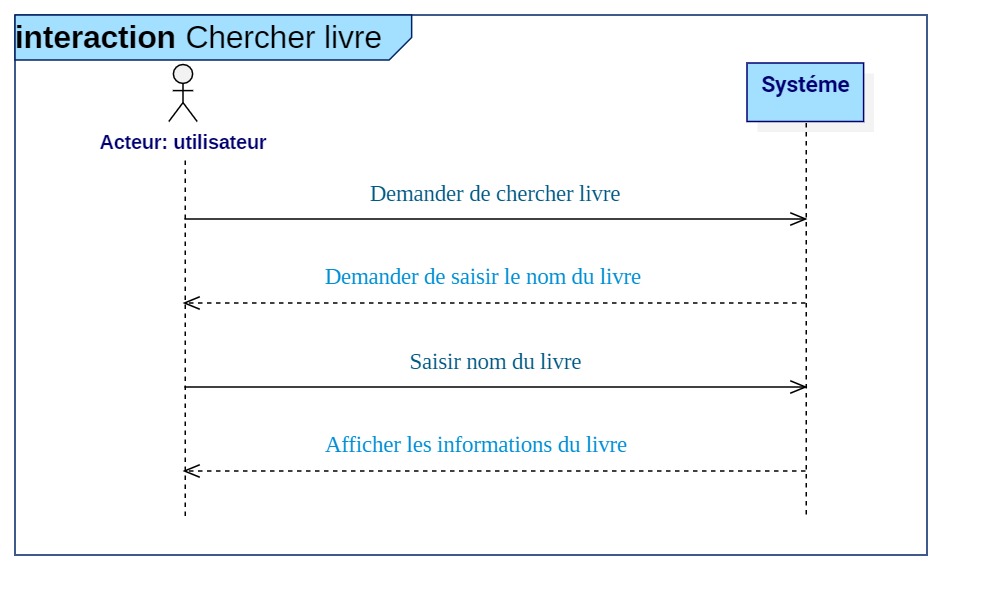 interaction Chercher livre
Systéme
Acteur: utilisateur
Demander de chercher livre
Demander de saisir le nom du livre
Saisir nom du livre
Afficher les informations du livre